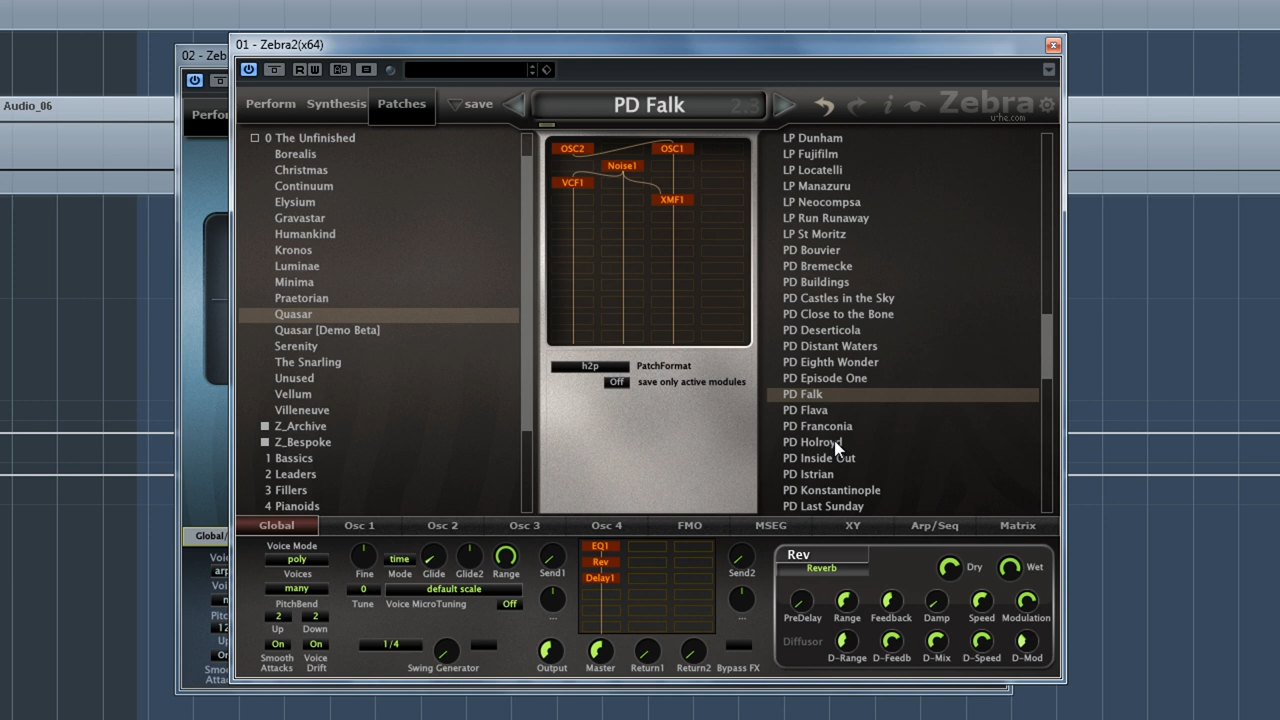 01 - Zebra2(x64)
02 - Zeb
R W
Audio_06
Perfo
Perform Synthesis Patches save PD Falk 2.3 Zebra
u-he.com
0 The Unfinished
Borealis
Christmas
Continuum
Elysium
Gravastar
Humankind
Kronos
Luminae
Minima
Praetorian
Quasar
Quasar [Demo Beta]
Serenity
The Snarling
Unused
Vellum
Villeneuve
Z_Archive
Z_Bespoke
1 Bassics
2 Leaders
3 Fillers
4 Pianoids
OSC2 OSC1
Noise1
VCF1
XMF1
h2p PatchFormat
Off save only active modules
LP Dunham
LP Fujifilm
LP Locatelli
LP Manazuru
LP Neocompsa
LP Run Runaway
LP St Moritz
PD Bouvier
PD Bremecke
PD Buildings
PD Castles in the Sky
PD Close to the Bone
PD Deserticola
PD Distant Waters
PD Eighth Wonder
PD Episode One
PD Falk
PD Flava
PD Franconia
PD Holroyd
PD Inside Out
PD Istrian
PD Konstantinople
PD Last Sunday
Global Osc 1 Osc 2 Osc 3 Osc 4 FMO MSEG XY Arp/Seq Matrix
Global/
Voice Mode
poly
Voices
many
PitchBend
2 2
Up Down
On On
Smooth Attacks Voice Drift
Fine time Mode Glide Glide2 Range
0 default scale
Tune Voice MicroTuning Off
1/4
Swing Generator
Send1
...
Output
EQ1
Rev
Delay1
Master Return1 Return2 Bypass FX
Send2
...
Rev
Reverb
Dry Wet
PreDelay Range Feedback Damp Speed Modulation
Diffusor
D-Range D-Feedb D-Mix D-Speed D-Mod